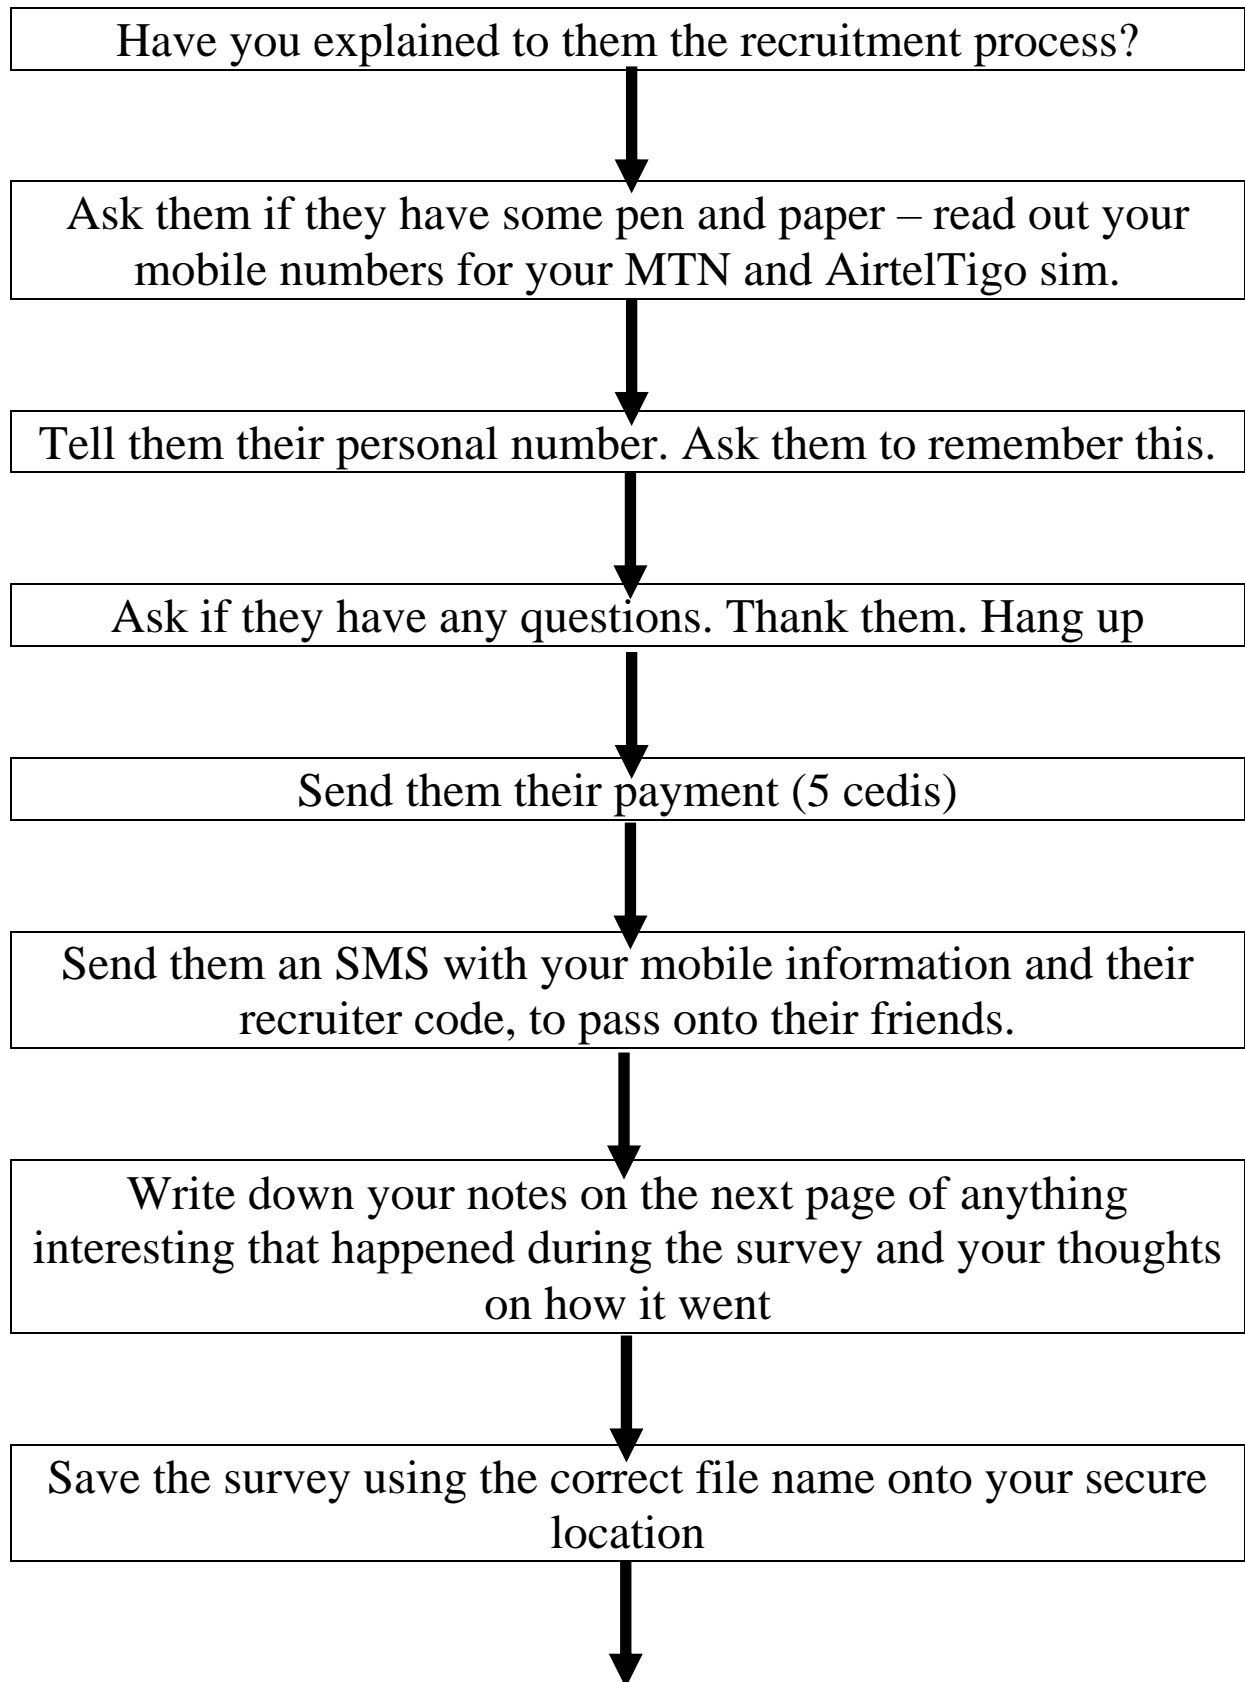 Have you explained to them the recruitment process?
Ask them if they have some pen and paper – read out your
mobile numbers for your MTN and AirtelTigo sim.
Tell them their personal number. Ask them to remember this.
Ask if they have any questions. Thank them. Hang up
Send them their payment (5 cedis)
Send them an SMS with your mobile information and their
recruiter code, to pass onto their friends.
Write down your notes on the next page of anything
interesting that happened during the survey and your thoughts
on how it went
Save the survey using the correct file name onto your secure
location